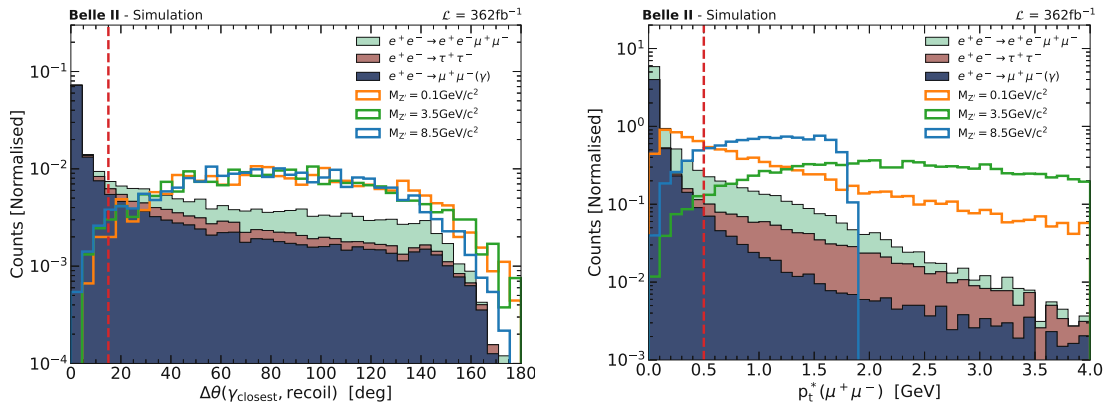 Belle II - Simulation
ℒ = 362fb⁻¹
e⁺e⁻ → e⁺e⁻μ⁺μ⁻
e⁺e⁻ → τ⁺τ⁻
e⁺e⁻ → μ⁺μ⁻(γ)
M_Z′ = 0.1GeV/c²
M_Z′ = 3.5GeV/c²
M_Z′ = 8.5GeV/c²
Counts [Normalised]
10⁻¹
10⁻²
10⁻³
10⁻⁴
0 20 40 60 80 100 120 140 160 180
Δθ(γ_closest, recoil) [deg]
Belle II - Simulation
ℒ = 362fb⁻¹
e⁺e⁻ → e⁺e⁻μ⁺μ⁻
e⁺e⁻ → τ⁺τ⁻
e⁺e⁻ → μ⁺μ⁻(γ)
M_Z′ = 0.1GeV/c²
M_Z′ = 3.5GeV/c²
M_Z′ = 8.5GeV/c²
Counts [Normalised]
10¹
10⁰
10⁻¹
10⁻²
10⁻³
0.0 0.5 1.0 1.5 2.0 2.5 3.0 3.5 4.0
p_t*(μ⁺μ⁻) [GeV]